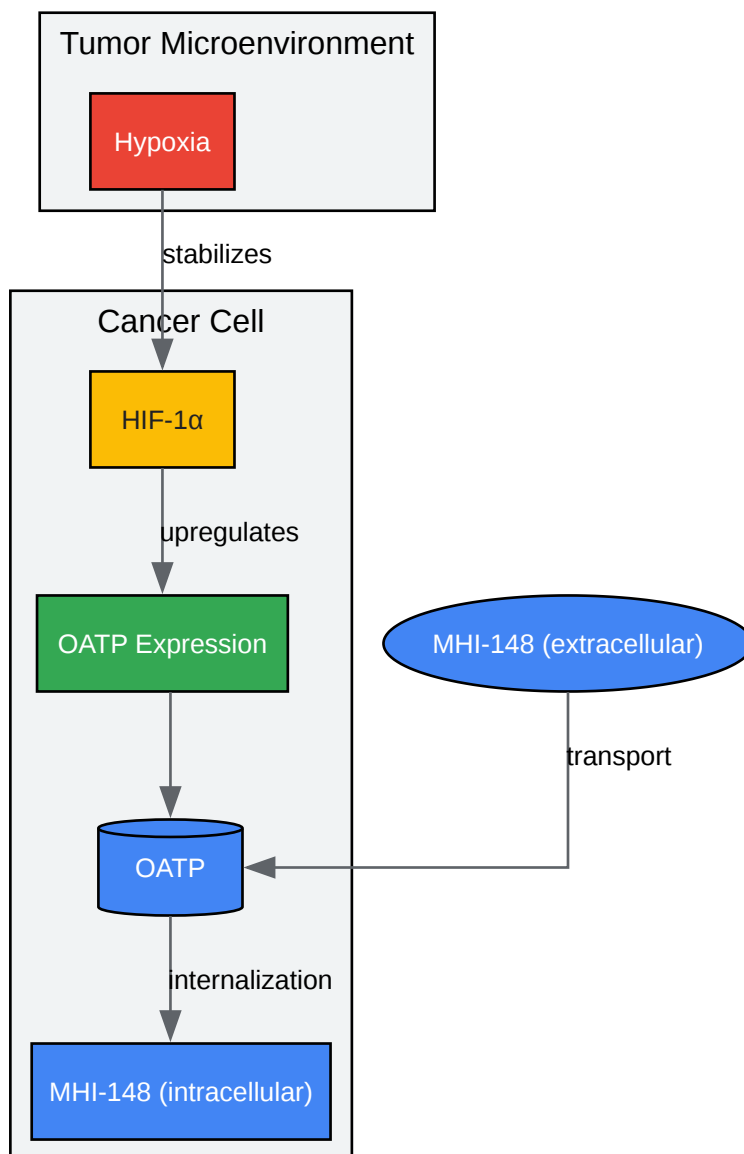 Tumor Microenvironment
Hypoxia
stabilizes
Cancer Cell
HIF-1α
upregulates
OATP Expression
MHI-148 (extracellular)
transport
OATP
internalization
MHI-148 (intracellular)